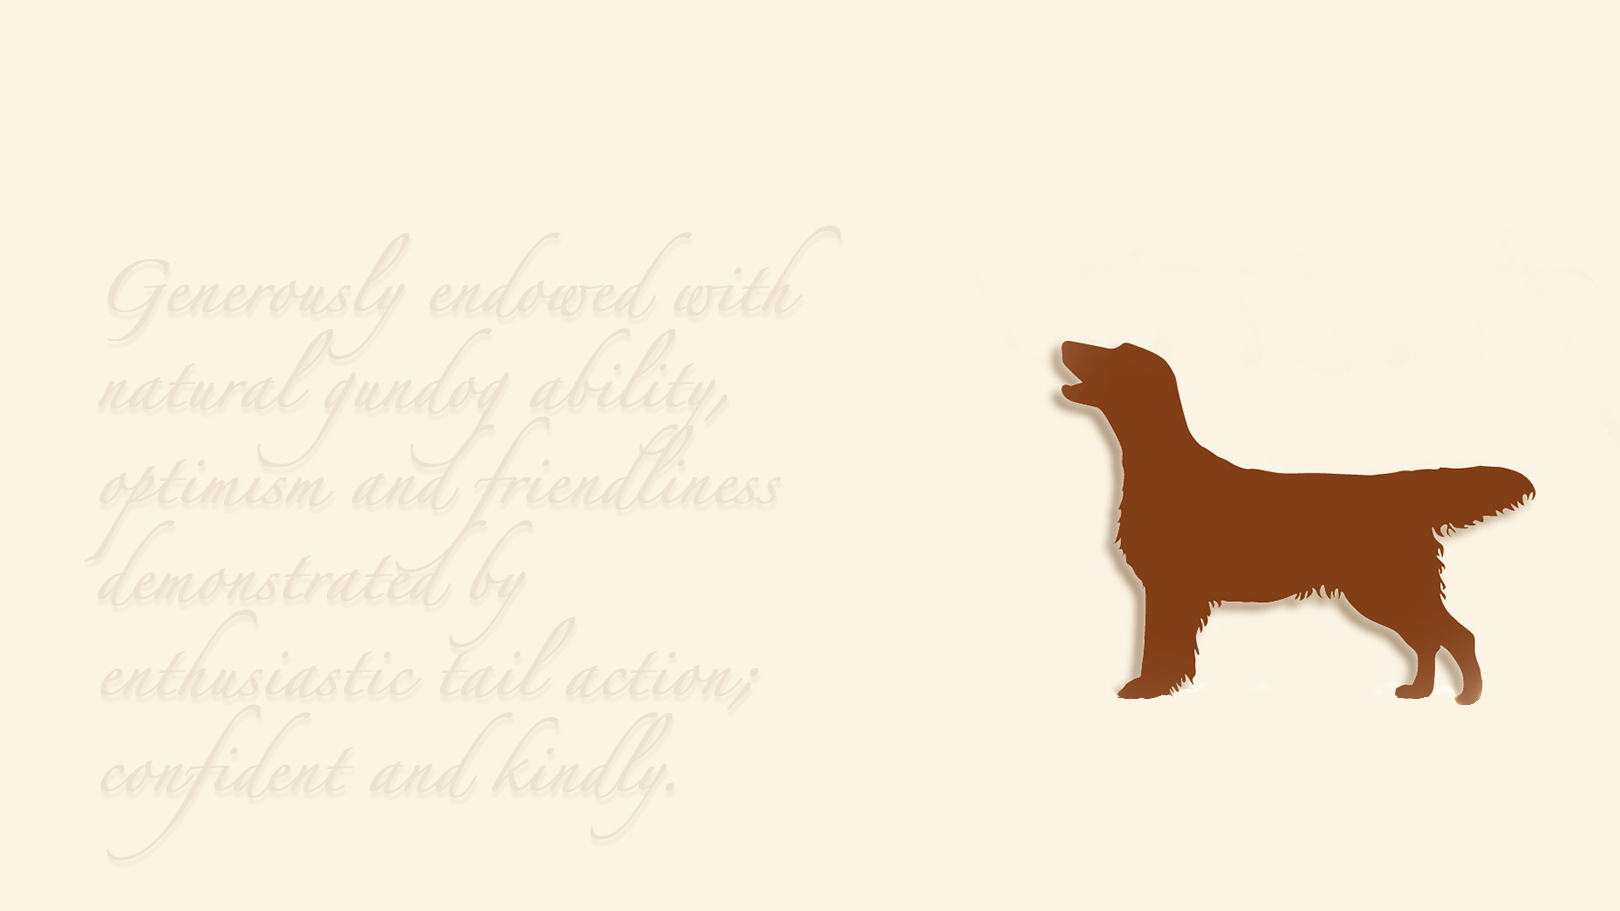 Generously endowed with
natural gundog ability,
optimism and friendliness
demonstrated by
enthusiastic tail action;
confident and kindly.